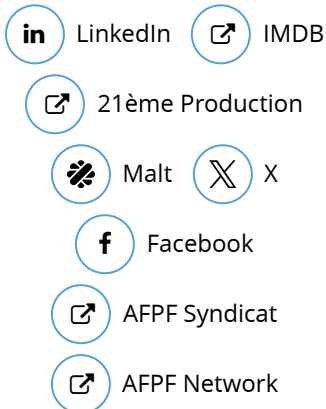 LinkedIn IMDB
21ème Production
Malt X
Facebook
AFPF Syndicat
AFPF Network